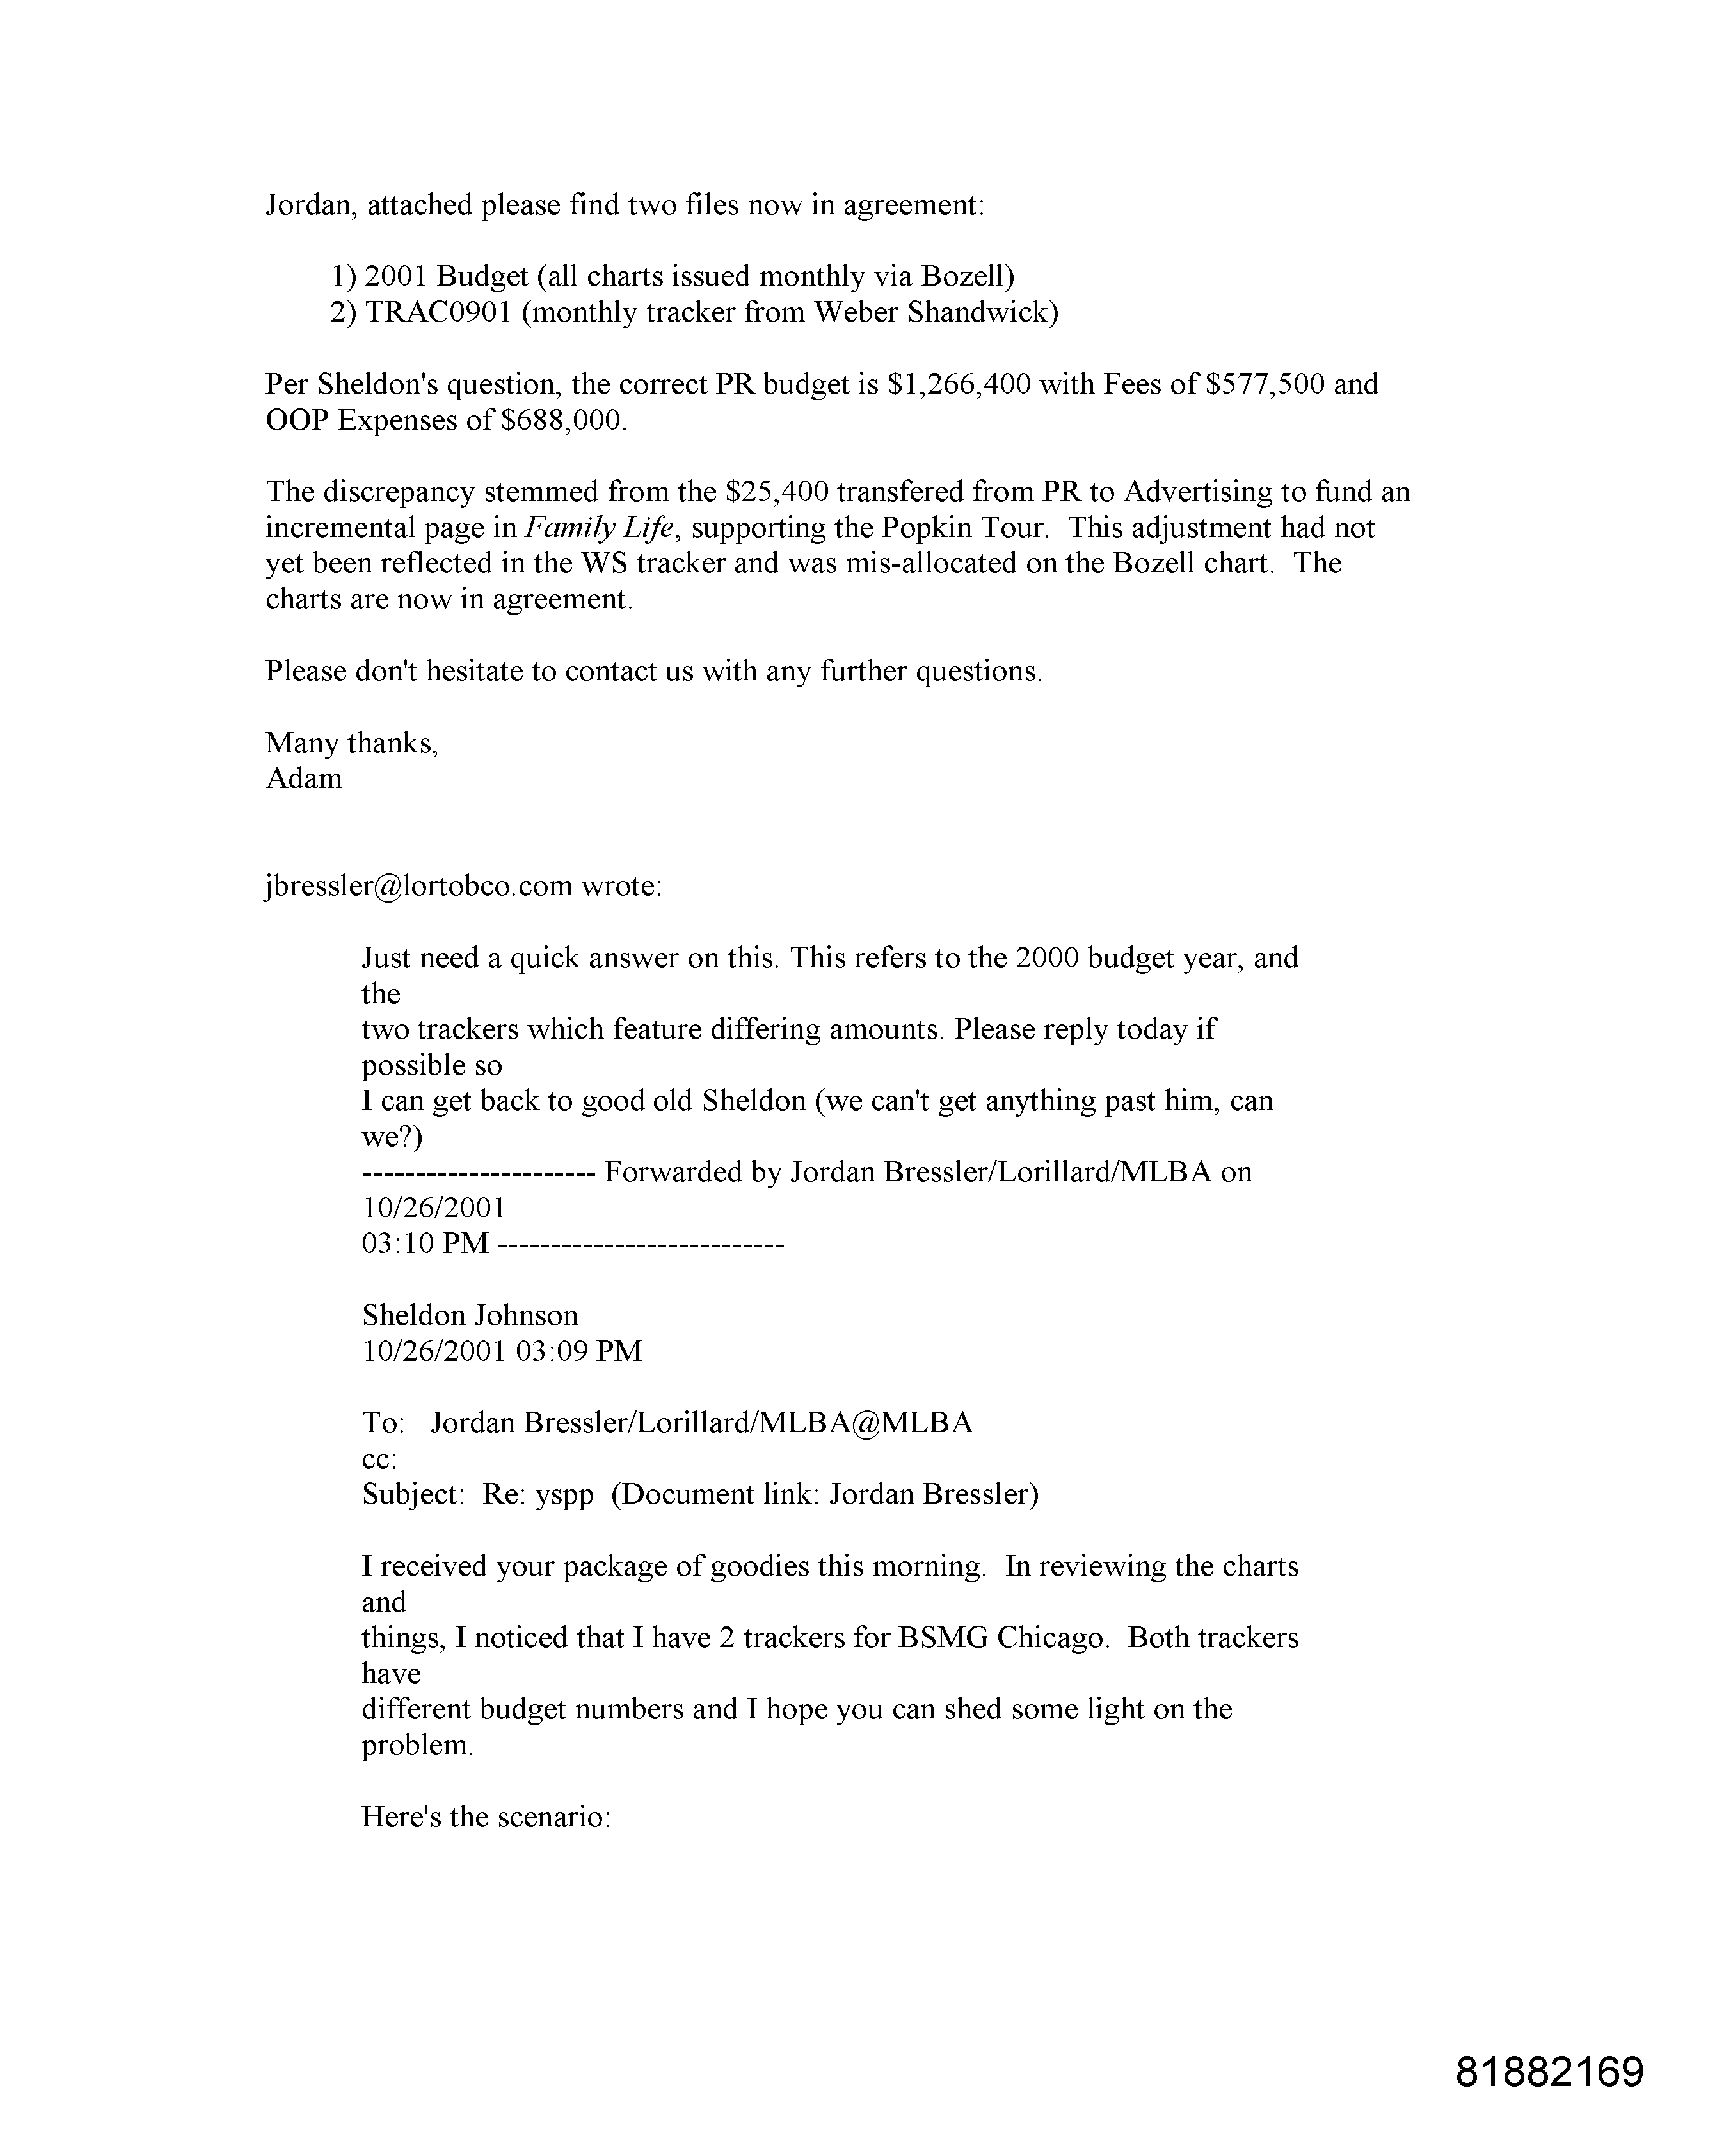 Jordan, attached please find two files now in agreement:
1) 2001 Budget (all charts issued monthly via Bozell)
2) TRAC0901 (monthly tracker from Weber Shandwick)
Per Sheldon's question, the correct PR budget is $1,266,400 with Fees of $577,500 and
OOP Expenses of $688,000.
The discrepancy stemmed from the $25,400 transfered from PR to Advertising to fund an
incremental page in Family Life, supporting the Popkin Tour.  This adjustment had not
yet been reflected in the WS tracker and was mis-allocated on the Bozell chart.  The
charts are now in agreement.
Please don't hesitate to contact us with any further questions.
Many thanks,
Adam
jbressler@lortobco.com wrote:
Just need a quick answer on this. This refers to the 2000 budget year, and
the
two trackers which feature differing amounts. Please reply today if
possible so
I can get back to good old Sheldon (we can't get anything past him, can
we?)
---------------------- Forwarded by Jordan Bressler/Lorillard/MLBA on
10/26/2001
03:10 PM ---------------------------
Sheldon Johnson
10/26/2001 03:09 PM
To:   Jordan Bressler/Lorillard/MLBA@MLBA
cc:
Subject:  Re: yspp  (Document link: Jordan Bressler)
I received your package of goodies this morning.  In reviewing the charts
and
things, I noticed that I have 2 trackers for BSMG Chicago.  Both trackers
have
different budget numbers and I hope you can shed some light on the
problem.
Here's the scenario:
81882169